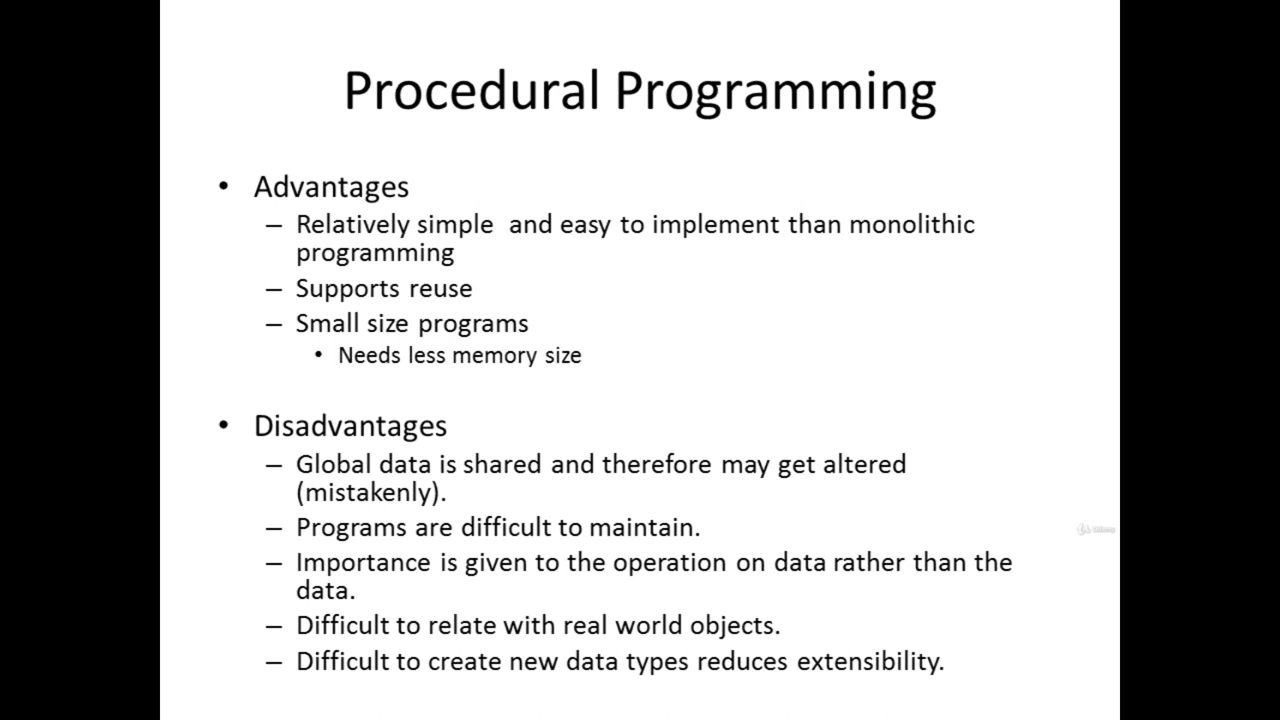 Procedural Programming
• Advantages
– Relatively simple  and easy to implement than monolithic
programming
– Supports reuse
– Small size programs
• Needs less memory size
• Disadvantages
– Global data is shared and therefore may get altered
(mistakenly).
– Programs are difficult to maintain.
– Importance is given to the operation on data rather than the
data.
– Difficult to relate with real world objects.
– Difficult to create new data types reduces extensibility.
Udemy